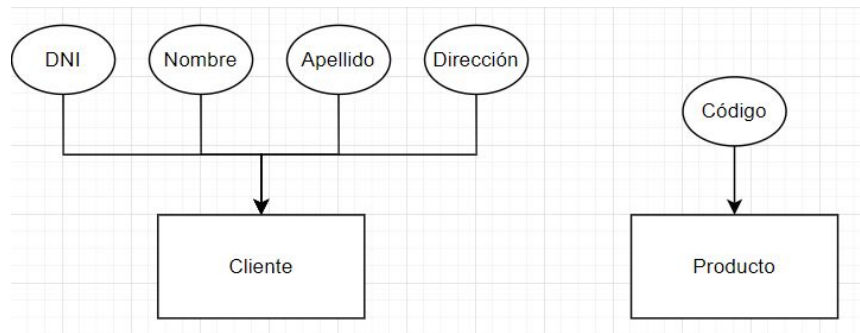 DNI
Nombre
Apellido
Dirección
Código
Cliente
Producto